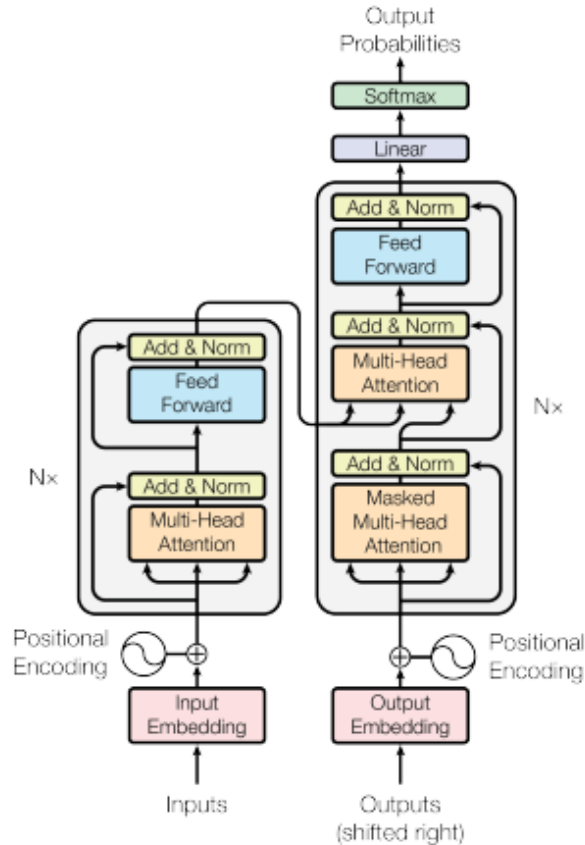 Output
Probabilities
Softmax
Linear
Add & Norm
Feed
Forward
Add & Norm
Multi-Head
Attention
Add & Norm
Masked
Multi-Head
Attention
N×
Positional
Encoding
Output
Embedding
Outputs
(shifted right)
Add & Norm
Feed
Forward
Add & Norm
Multi-Head
Attention
N×
Positional
Encoding
Input
Embedding
Inputs